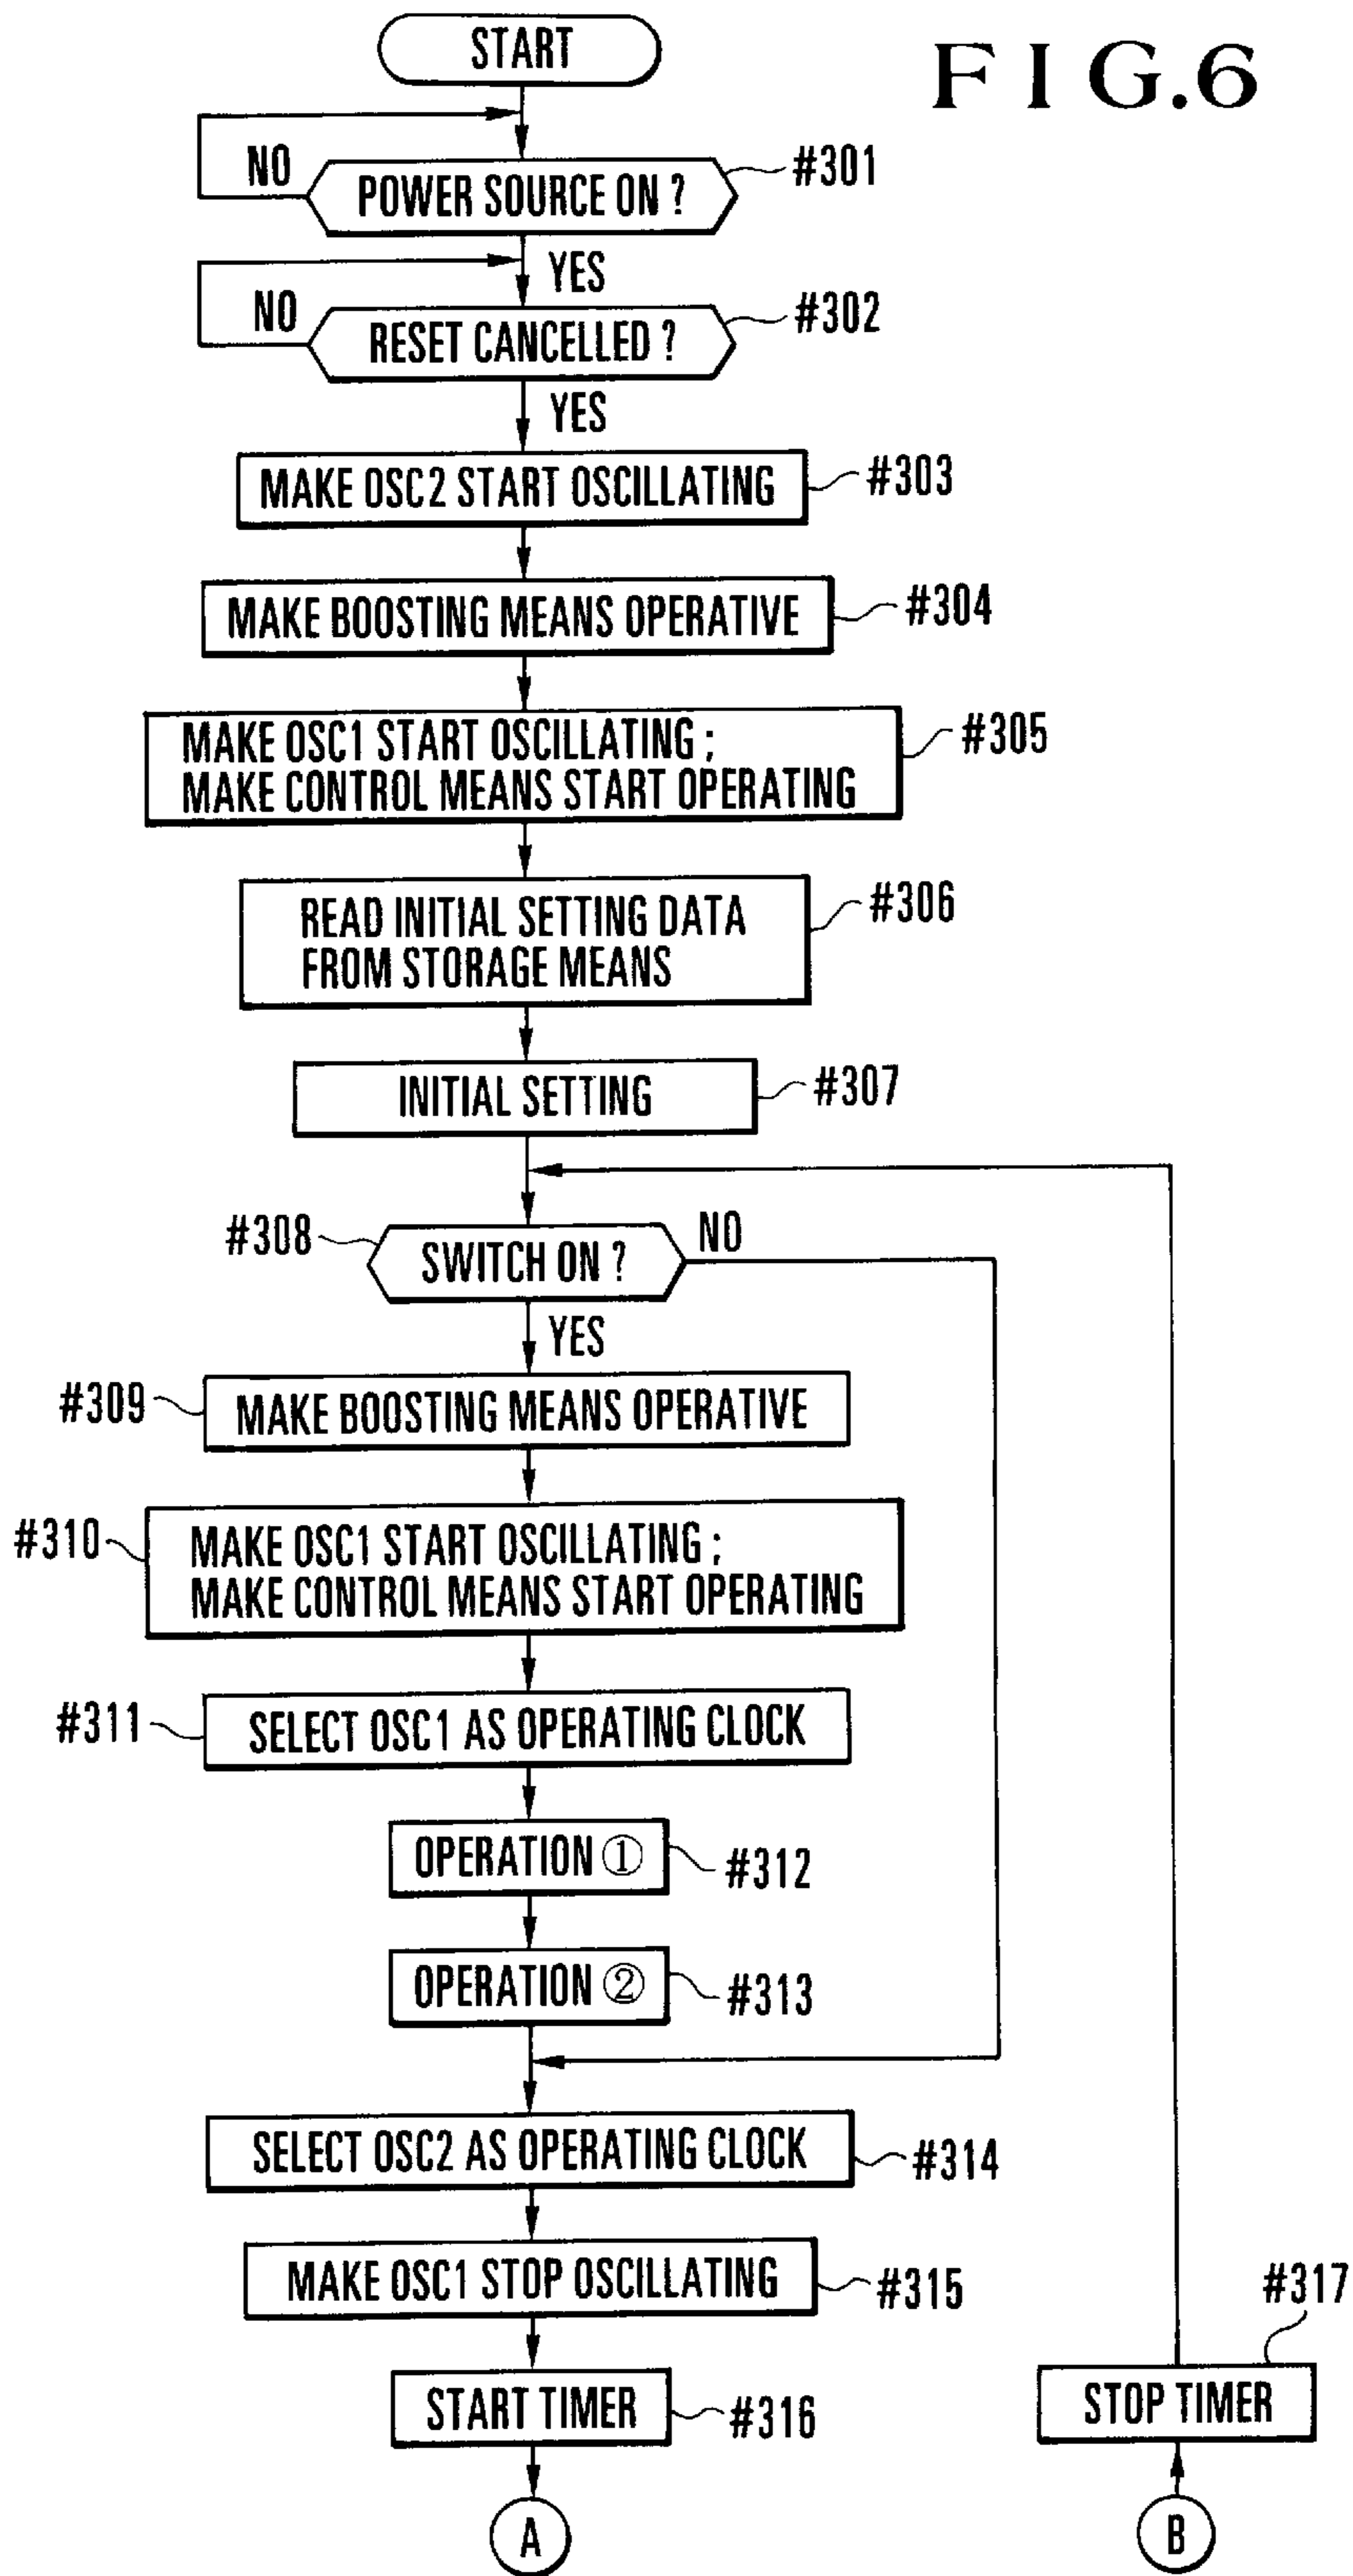 START
FIG.6
NO
POWER SOURCE ON ?
#301
YES
NO
RESET CANCELLED ?
#302
YES
MAKE OSC2 START OSCILLATING
#303
MAKE BOOSTING MEANS OPERATIVE
#304
MAKE OSC1 START OSCILLATING ;
MAKE CONTROL MEANS START OPERATING
#305
READ INITIAL SETTING DATA
FROM STORAGE MEANS
#306
INITIAL SETTING
#307
#308
SWITCH ON ?
NO
YES
#309
MAKE BOOSTING MEANS OPERATIVE
#310
MAKE OSC1 START OSCILLATING ;
MAKE CONTROL MEANS START OPERATING
#311
SELECT OSC1 AS OPERATING CLOCK
OPERATION ①
#312
OPERATION ②
#313
SELECT OSC2 AS OPERATING CLOCK
#314
MAKE OSC1 STOP OSCILLATING
#315
START TIMER
#316
#317
STOP TIMER
A
B